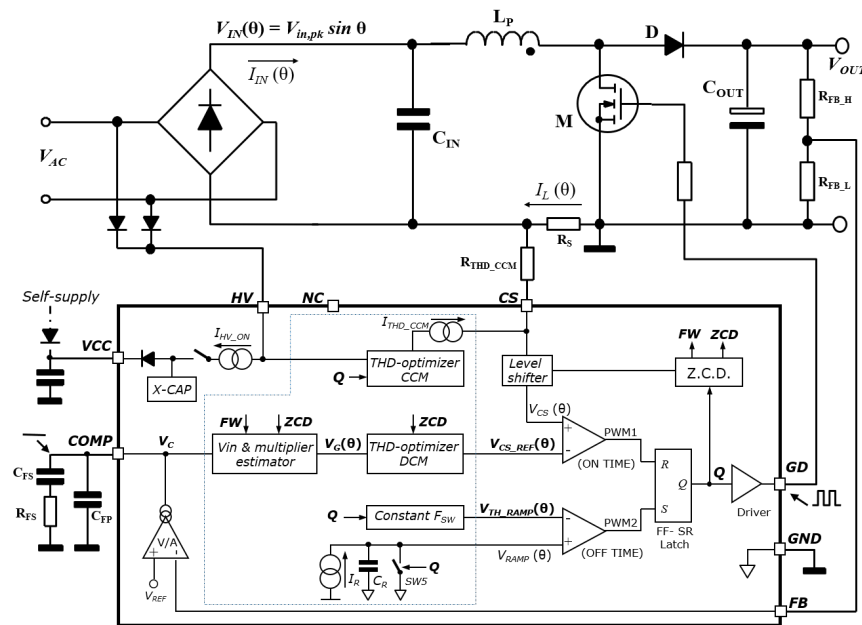 V_IN(θ) = V_in,pk sin θ
L_P
D
V_OUT
I_IN (θ)
C_OUT
R_FB_H
M
C_IN
V_AC
I_L (θ)
R_FB_L
R_S
R_THD_CCM
Self-supply
HV
NC
CS
I_THD_CCM
FW
ZCD
I_HV_ON
VCC
THD-optimizer
CCM
Level
shifter
Z.C.D.
X-CAP
Q
V_CS (θ)
FW
ZCD
ZCD
COMP
V_C
Vin & multiplier
estimator
V_G(θ)
THD-optimizer
DCM
V_CS_REF(θ)
+
-
PWM1
(ON TIME)
C_FS
R
Q
Q
GD
R_FS
C_FP
S
Driver
Q
Constant F_SW
V_TH_RAMP(θ)
-
+
PWM2
(OFF TIME)
FF- SR
Latch
V/A
+
-
I_R
C_R
SW5
Q
V_RAMP (θ)
GND
V_REF
FB